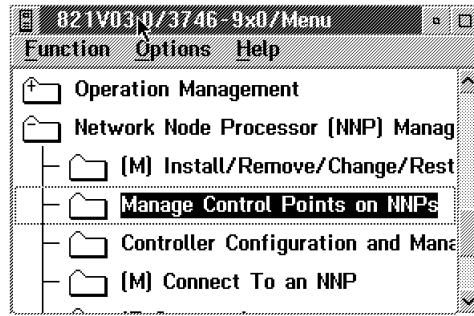 821V03 0/3746-9x0/Menu
Function Options Help
Operation Management
Network Node Processor (NNP) Manag
(M) Install/Remove/Change/Rest
Manage Control Points on NNPs
Controller Configuration and Mana
(M) Connect To an NNP